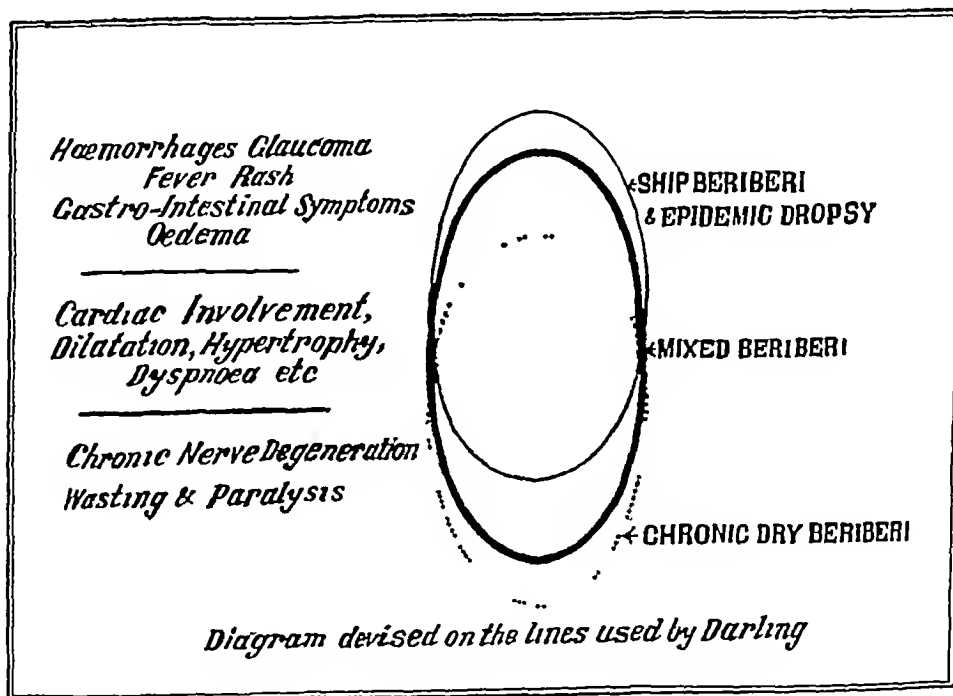 Hæmorrhages Glaucoma
Fever Rash
Gastro-Intestinal Symptoms
Oedema
Cardiac Involvement,
Dilatation, Hypertrophy,
Dyspnoea etc
Chronic Nerve Degeneration
Wasting & Paralysis
SHIP BERIBERI
& EPIDEMIC DROPSY
MIXED BERIBERI
CHRONIC DRY BERIBERI
Diagram devised on the lines used by Darling